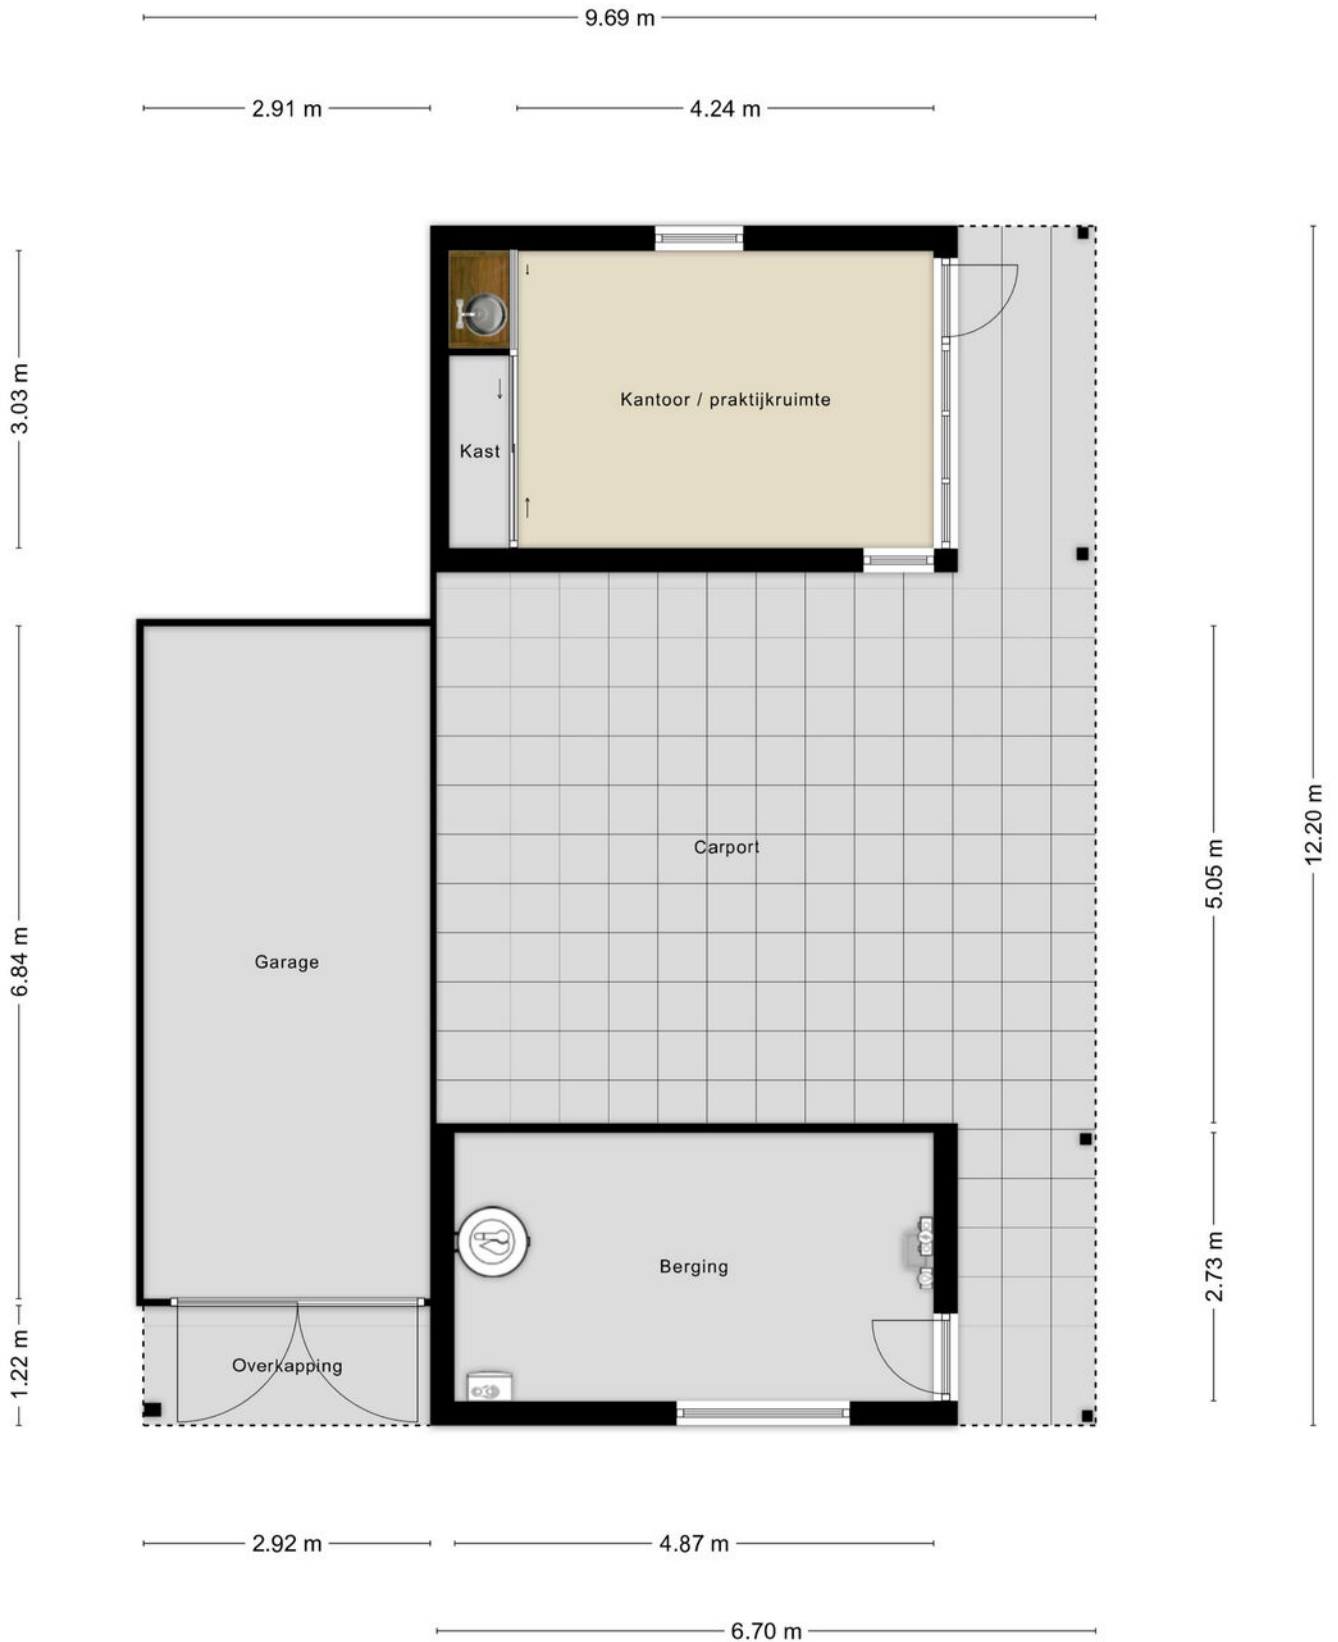 9.69 m
2.91 m
4.24 m
3.03 m
Kantoor / praktijkruimte
Kast
12.20 m
5.05 m
Carport
6.84 m
Garage
Berging
2.73 m
1.22 m
Overkapping
2.92 m
4.87 m
6.70 m